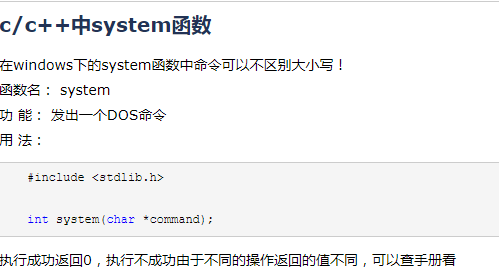 c/c++中system函数
在windows下的system函数中命令可以不区别大小写！
函数名： system
功 能： 发出一个DOS命令
用 法：
#include <stdlib.h>
int system(char *command);
执行成功返回0，执行不成功由于不同的操作返回的值不同，可以查手册看